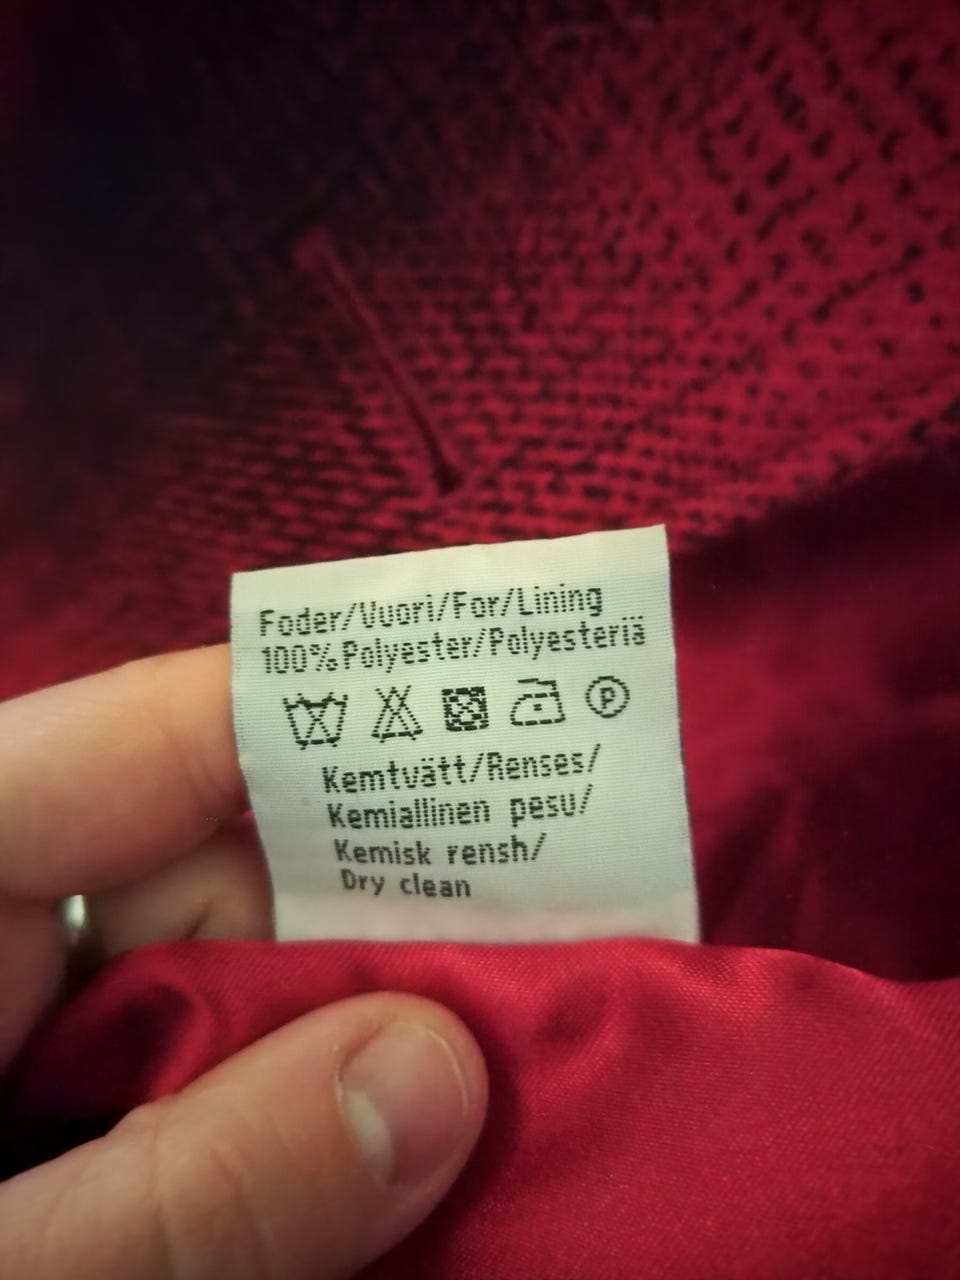 Foder/Vuori/For/Lining
100% Polyester/Polyesteriä
P
Kemtvätt/Renses/
Kemiallinen pesu/
Kemisk rensh/
Dry clean